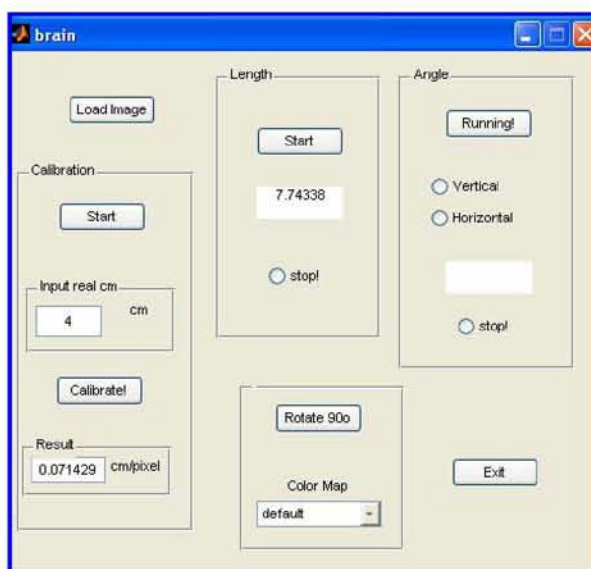 brain
Load Image
Calibration
Start
Input real cm
4
cm
Calibrate!
Result
0.071429
cm/pixel
Length
Start
7.74338
stop!
Angle
Running!
Vertical
Horizontal
stop!
Rotate 90o
Color Map
default
Exit